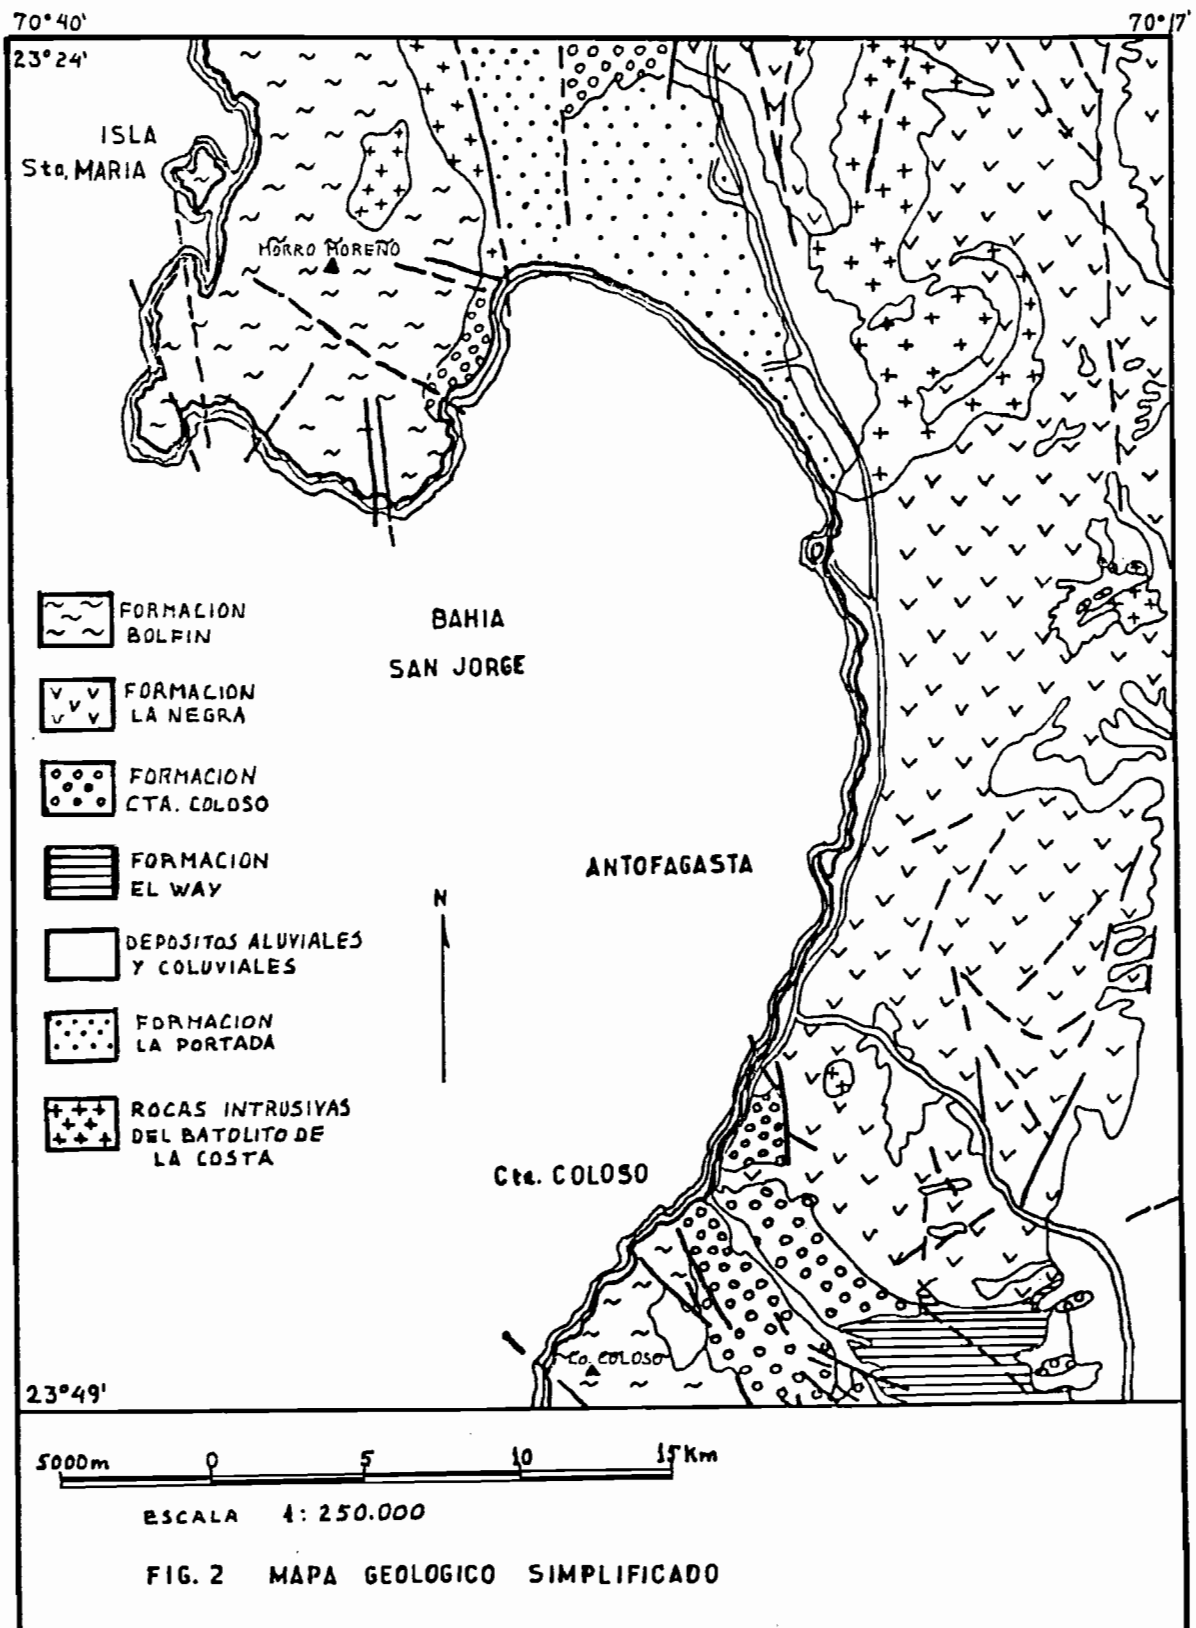 70°40'
70°17'
23°24'
ISLA
Sta. MARIA
MORRO MOREÑO
FORMACION
BOLFIN
BAHIA
SAN JORGE
FORMACION
LA NEGRA
FORMACION
CTA. COLOSO
FORMACION
EL WAY
ANTOFAGASTA
N
DEPOSITOS ALUVIALES
Y COLUVIALES
FORMACION
LA PORTADA
ROCAS INTRUSIVAS
DEL BATOLITO DE
LA COSTA
Cta. COLOSO
Co. COLOSO
23°49'
5000m 0 5 10 15Km
ESCALA 1: 250.000
FIG. 2 MAPA GEOLOGICO SIMPLIFICADO